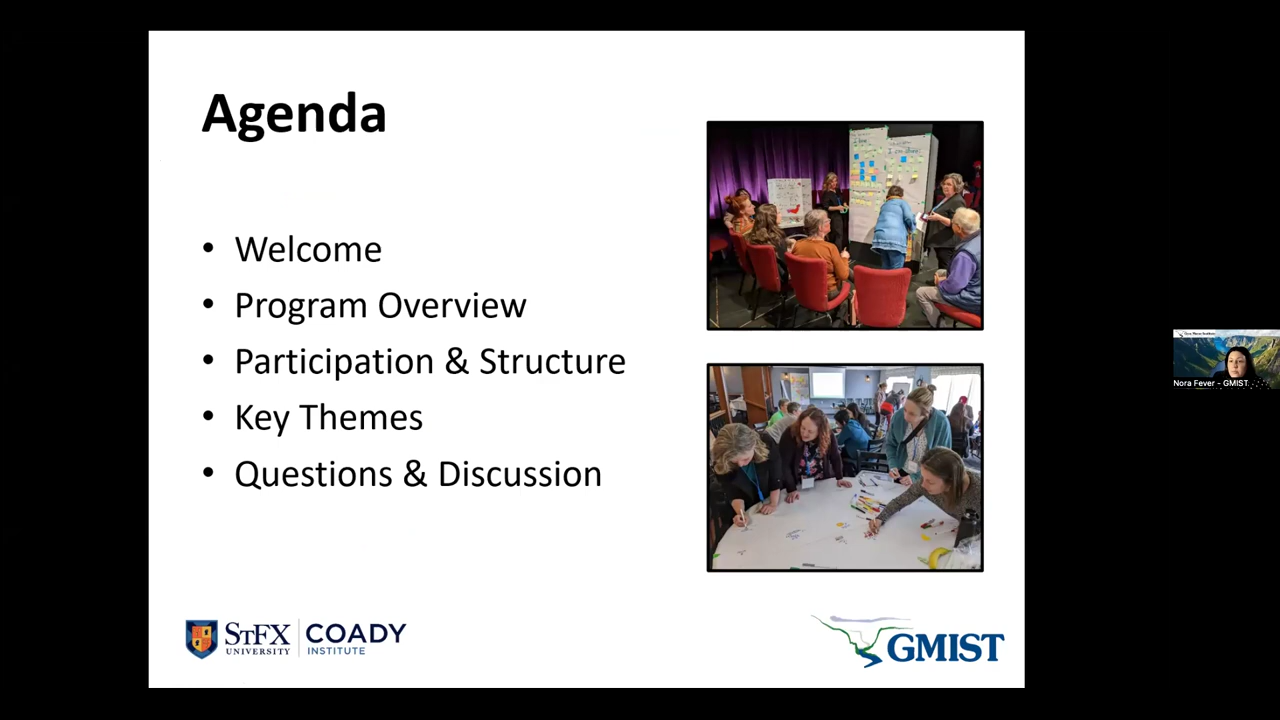 Agenda
• Welcome
• Program Overview
• Participation & Structure
• Key Themes
• Questions & Discussion
STFX
UNIVERSITY
COADY
INSTITUTE
GMIST
Nora Fever - GMIST